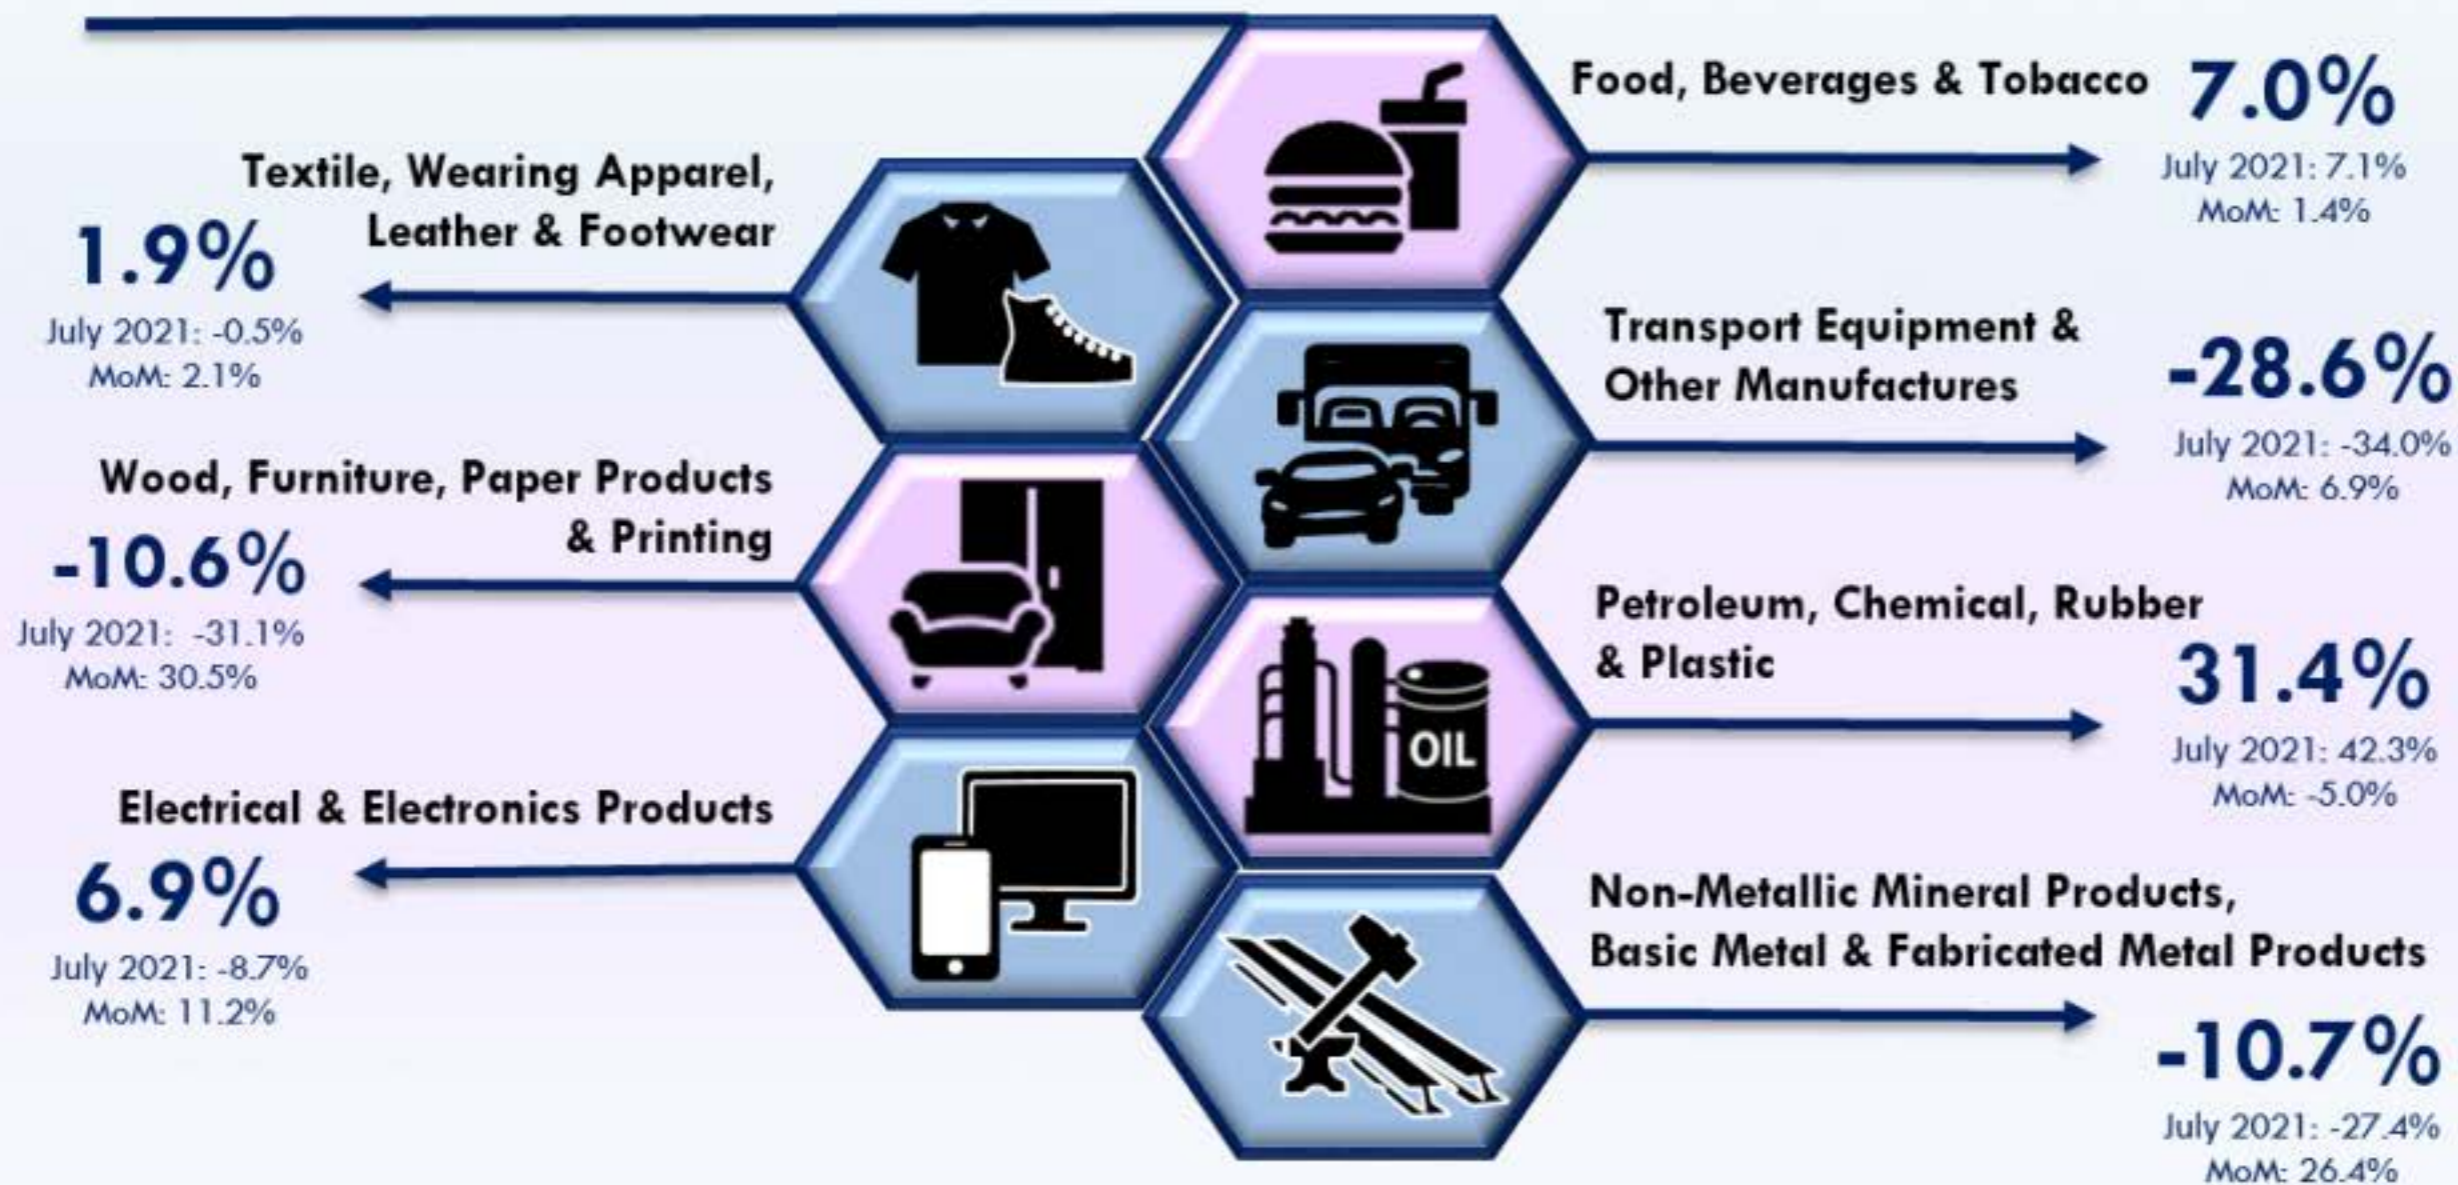 Food, Beverages & Tobacco
7.0%
July 2021: 7.1%
MoM: 1.4%
Textile, Wearing Apparel,
Leather & Footwear
1.9%
July 2021: -0.5%
MoM: 2.1%
Transport Equipment &
Other Manufactures
-28.6%
July 2021: -34.0%
MoM: 6.9%
Wood, Furniture, Paper Products
& Printing
-10.6%
July 2021: -31.1%
MoM: 30.5%
Petroleum, Chemical, Rubber
& Plastic
31.4%
July 2021: 42.3%
MoM: -5.0%
OIL
Electrical & Electronics Products
6.9%
July 2021: -8.7%
MoM: 11.2%
Non-Metallic Mineral Products,
Basic Metal & Fabricated Metal Products
-10.7%
July 2021: -27.4%
MoM: 26.4%